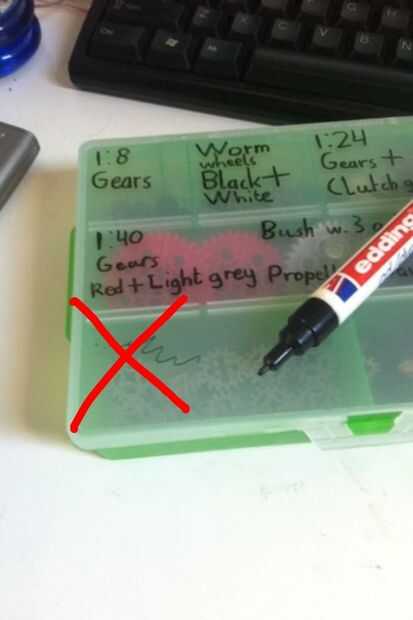 1:8
Gears
Worm
wheels
Black+
White
1:24
Gears +
Clutch
1:40
Gears
Red + Light grey
Bush w. 3
edding